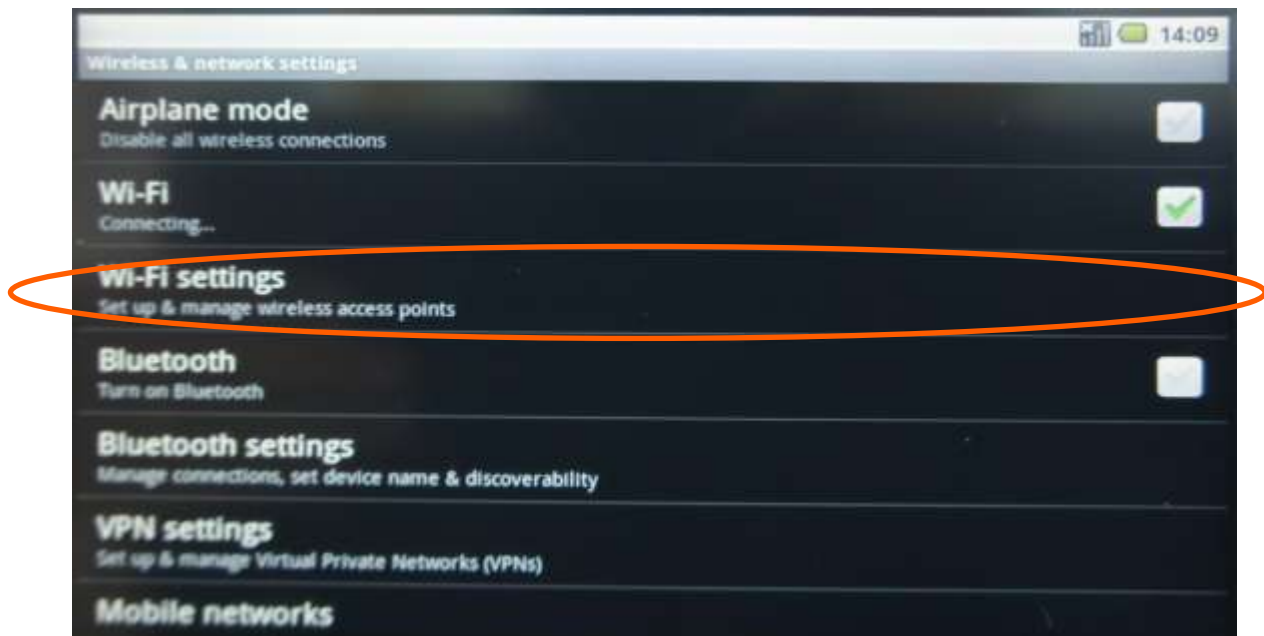 14:09
Wireless & network settings
Airplane mode
Disable all wireless connections
Wi-Fi
Connecting...
Wi-Fi settings
Set up & manage wireless access points
Bluetooth
Turn on Bluetooth
Bluetooth settings
Manage connections, set device name & discoverability
VPN settings
Set up & manage Virtual Private Networks (VPNs)
Mobile networks